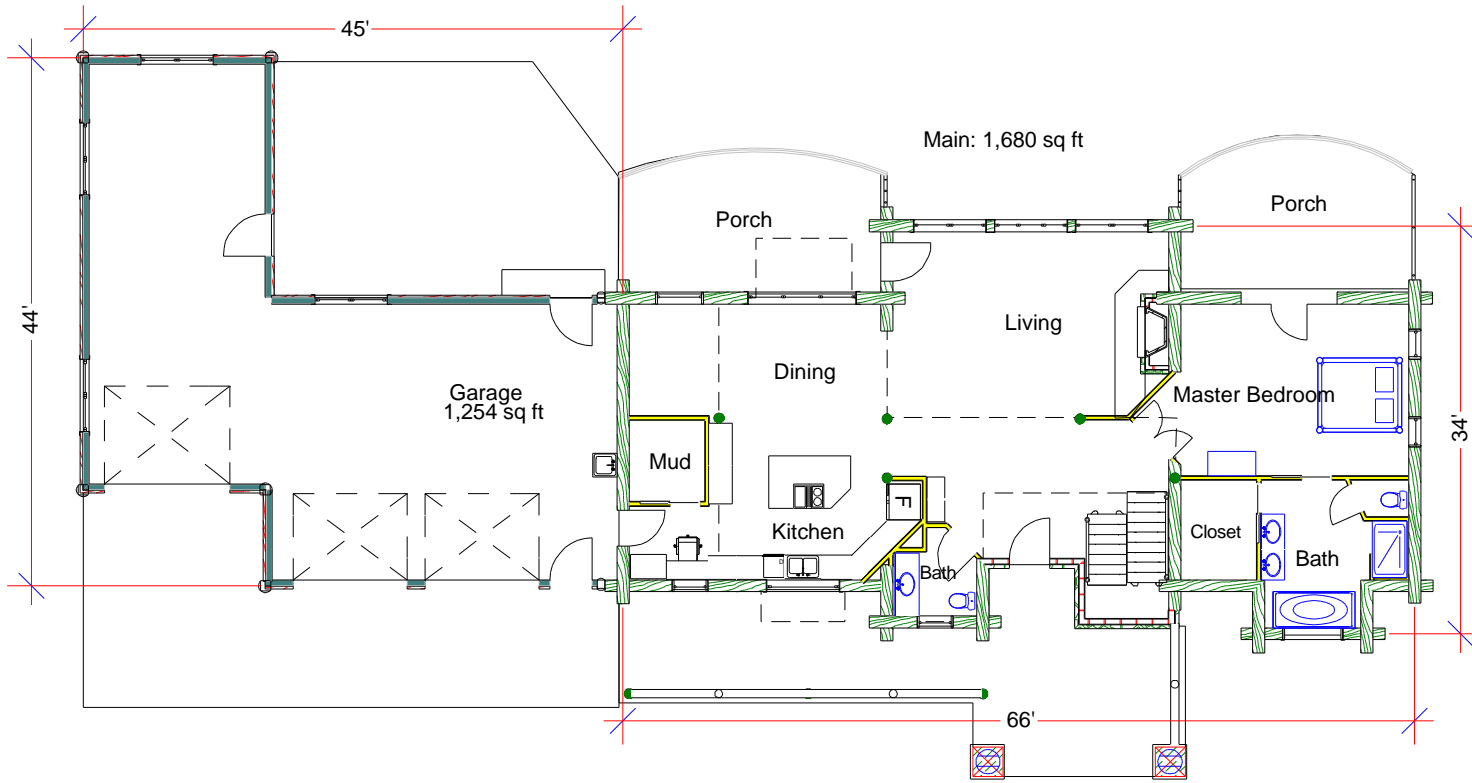 45'
Main: 1,680 sq ft
Porch
Porch
44'
Living
Dining
Garage
1,254 sq ft
Master Bedroom
34'
Mud
F
Kitchen
Closet
Bath
Bath
66'